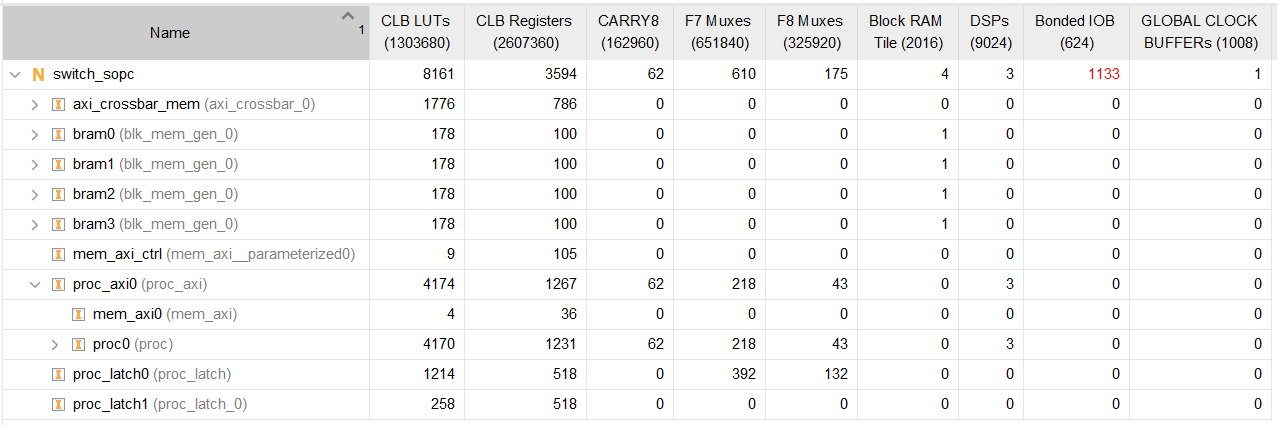 Name 1 CLB LUTs (1303680) CLB Registers (2607360) CARRY8 (162960) F7 Muxes (651840) F8 Muxes (325920) Block RAM Tile (2016) DSPs (9024) Bonded IOB (624) GLOBAL CLOCK BUFFERs (1008)
N switch_sopc 8161 3594 62 610 175 4 3 1133 1
I axi_crossbar_mem (axi_crossbar_0) 1776 786 0 0 0 0 0 0 0
I bram0 (blk_mem_gen_0) 178 100 0 0 0 1 0 0 0
I bram1 (blk_mem_gen_0) 178 100 0 0 0 1 0 0 0
I bram2 (blk_mem_gen_0) 178 100 0 0 0 1 0 0 0
I bram3 (blk_mem_gen_0) 178 100 0 0 0 1 0 0 0
I mem_axi_ctrl (mem_axi__parameterized0) 9 105 0 0 0 0 0 0 0
I proc_axi0 (proc_axi) 4174 1267 62 218 43 0 3 0 0
I mem_axi0 (mem_axi) 4 36 0 0 0 0 0 0 0
I proc0 (proc) 4170 1231 62 218 43 0 3 0 0
I proc_latch0 (proc_latch) 1214 518 0 392 132 0 0 0 0
I proc_latch1 (proc_latch_0) 258 518 0 0 0 0 0 0 0